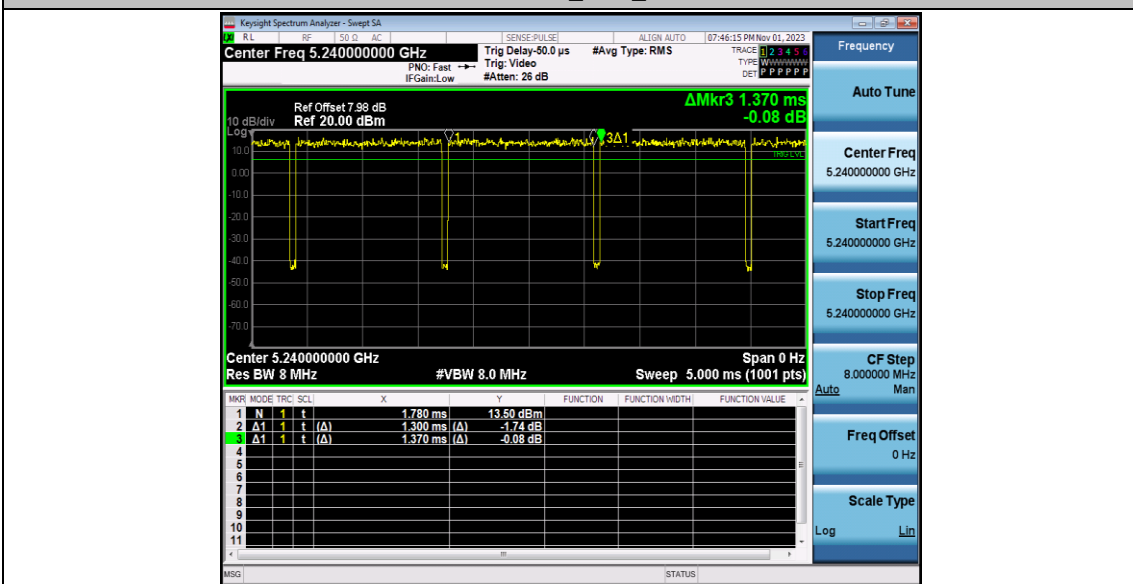 Keysight Spectrum Analyzer - Swept SA
LXI RL RF 50 Ω AC SENSE:PULSE ALIGN AUTO 07:46:15 PM Nov 01, 2023
Center Freq 5.240000000 GHz
Trig Delay-50.0 µs #Avg Type: RMS TRACE 1 2 3 4 5 6
PNO: Fast Trig: Video TYPE W
IFGain:Low #Atten: 26 dB DET P P P P P P
ΔMkr3 1.370 ms
-0.08 dB
Ref Offset 7.98 dB
10 dB/div Ref 20.00 dBm
Log
1
3Δ1
TRIG LVL
10.0
0.00
-10.0
-20.0
-30.0
-40.0
-50.0
-60.0
-70.0
Center 5.240000000 GHz Span 0 Hz
Res BW 8 MHz #VBW 8.0 MHz Sweep 5.000 ms (1001 pts)
MKR MODE TRC SCL X Y FUNCTION FUNCTION WIDTH FUNCTION VALUE
1 N 1 t 1.780 ms 13.50 dBm
2 Δ1 1 t (Δ) 1.300 ms (Δ) -1.74 dB
3 Δ1 1 t (Δ) 1.370 ms (Δ) -0.08 dB
4
5
6
7
8
9
10
11
MSG STATUS
Frequency
Auto Tune
Center Freq
5.240000000 GHz
Start Freq
5.240000000 GHz
Stop Freq
5.240000000 GHz
CF Step
8.000000 MHz
Auto Man
Freq Offset
0 Hz
Scale Type
Log Lin